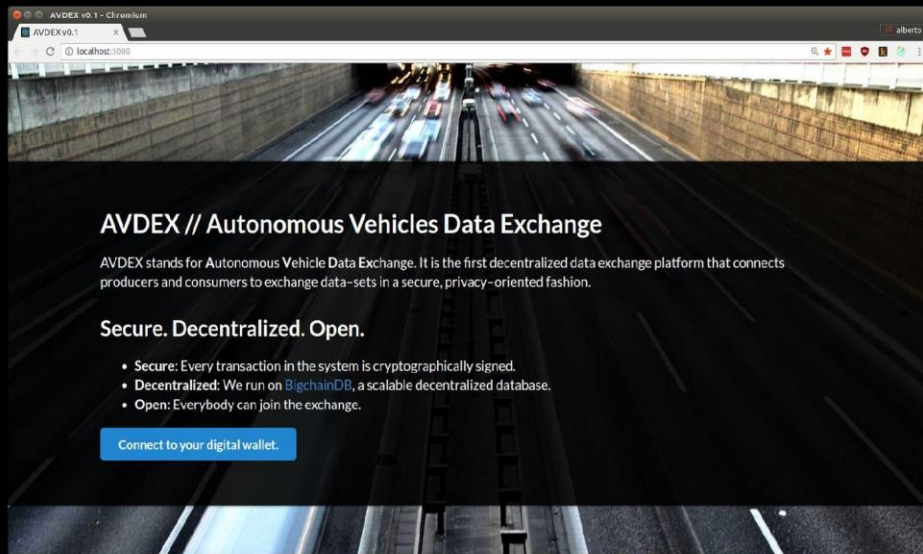 AVDEX v0.1 - Chromium
AVDEX v0.1
alberto
localhost:3000
AVDEX // Autonomous Vehicles Data Exchange
AVDEX stands for Autonomous Vehicle Data Exchange. It is the first decentralized data exchange platform that connects
producers and consumers to exchange data-sets in a secure, privacy-oriented fashion.
Secure. Decentralized. Open.
• Secure: Every transaction in the system is cryptographically signed.
• Decentralized: We run on BigchainDB, a scalable decentralized database.
• Open: Everybody can join the exchange.
Connect to your digital wallet.